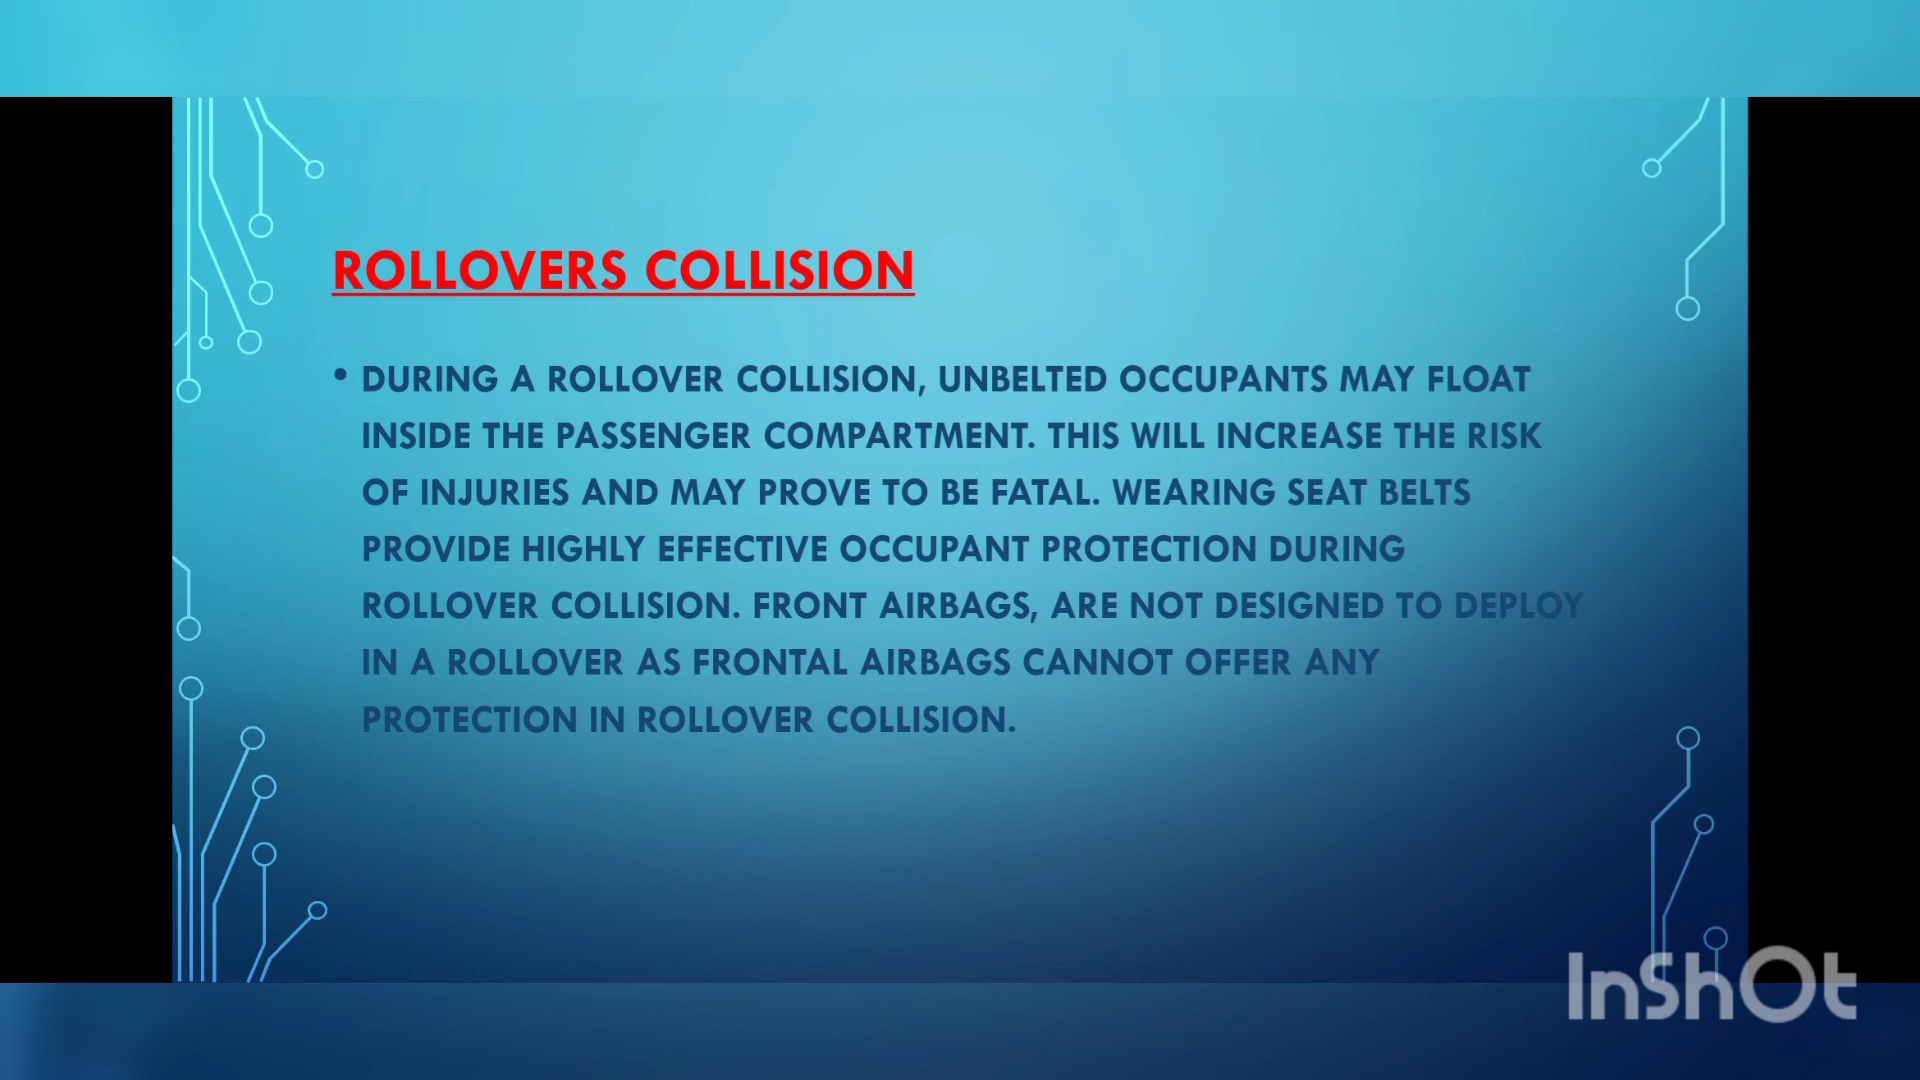 ROLLOVERS COLLISION
• DURING A ROLLOVER COLLISION, UNBELTED OCCUPANTS MAY FLOAT
INSIDE THE PASSENGER COMPARTMENT. THIS WILL INCREASE THE RISK
OF INJURIES AND MAY PROVE TO BE FATAL. WEARING SEAT BELTS
PROVIDE HIGHLY EFFECTIVE OCCUPANT PROTECTION DURING
ROLLOVER COLLISION. FRONT AIRBAGS, ARE NOT DESIGNED TO DEPLOY
IN A ROLLOVER AS FRONTAL AIRBAGS CANNOT OFFER ANY
PROTECTION IN ROLLOVER COLLISION.
InShOt